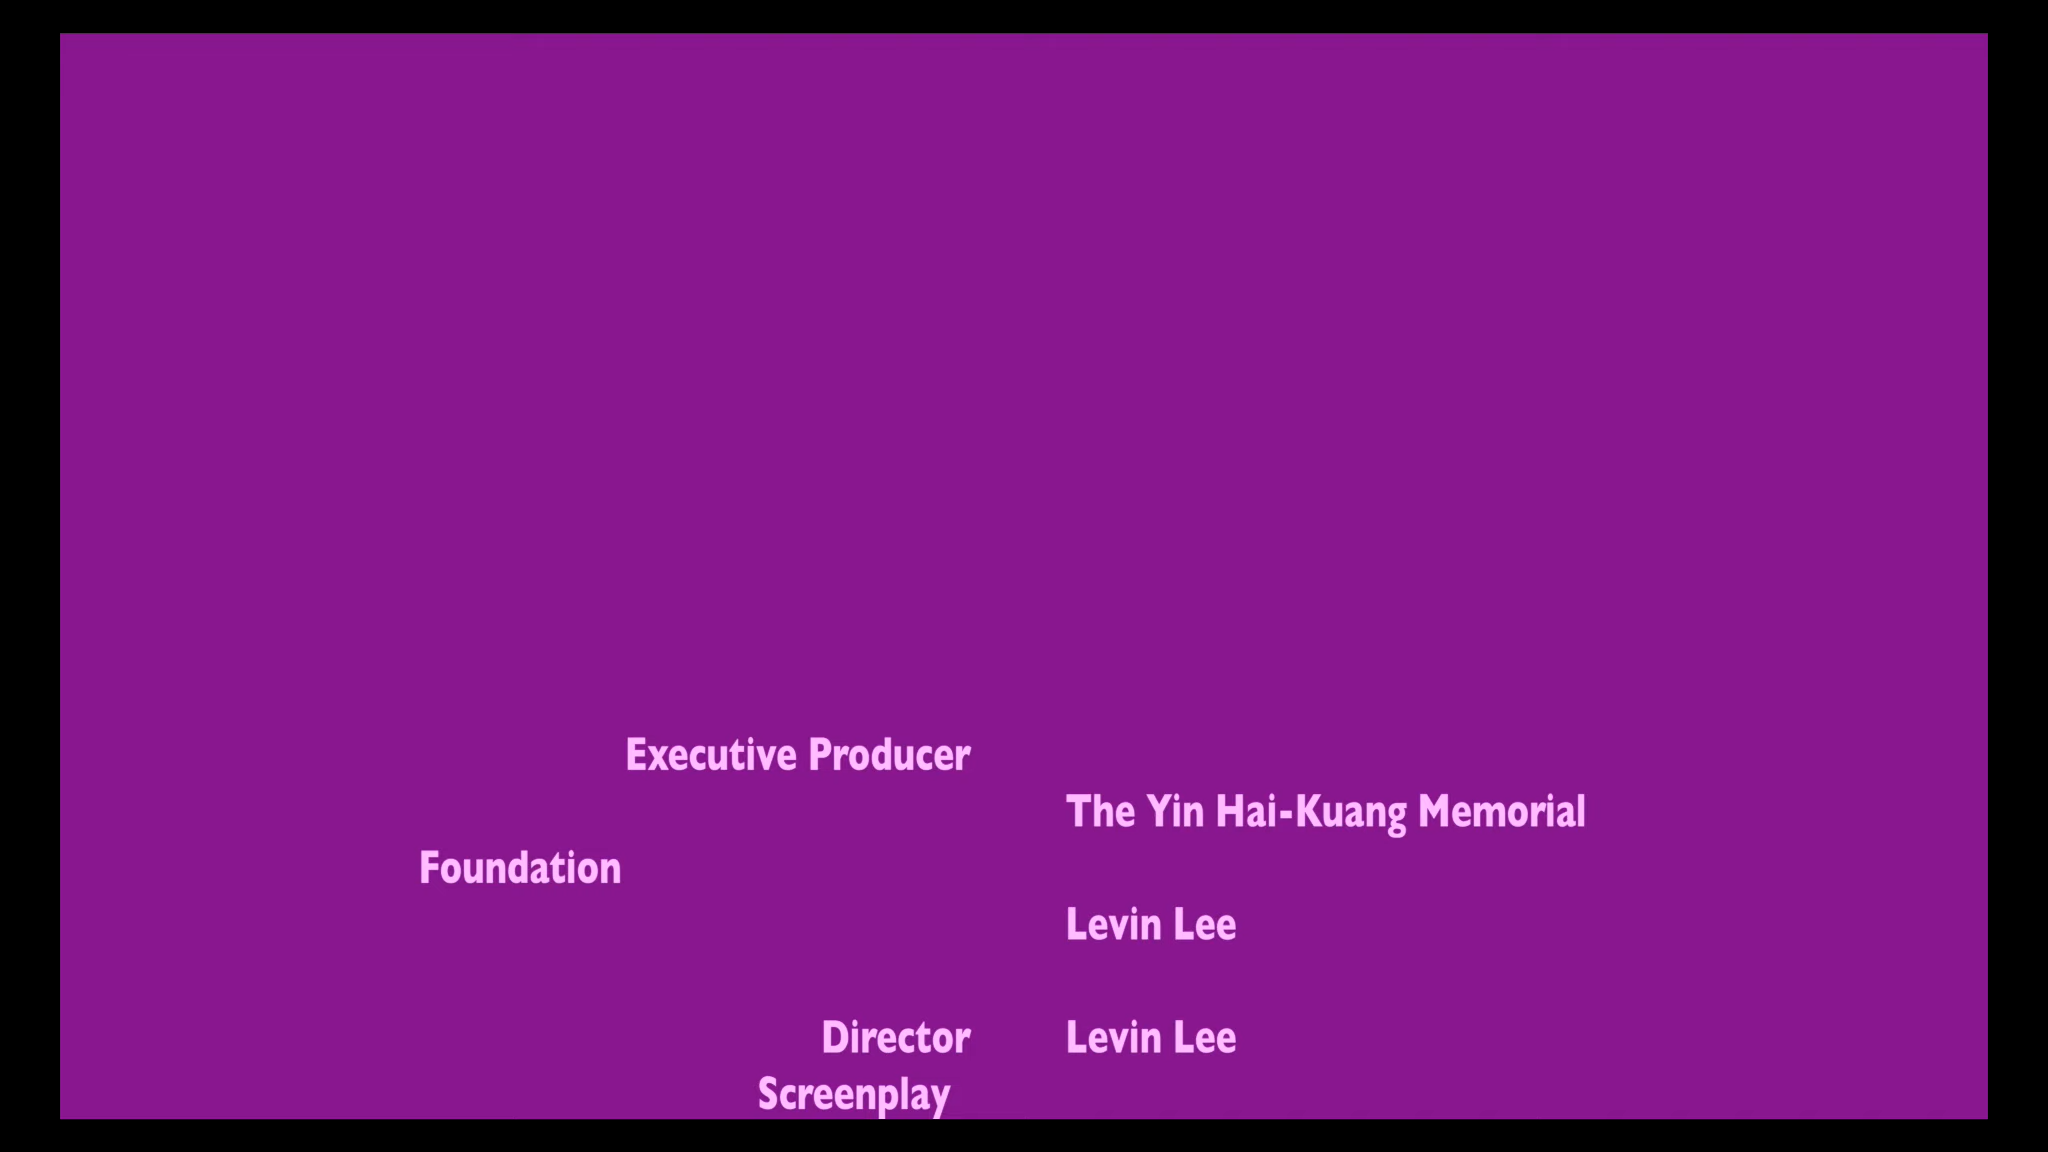 Executive Producer
The Yin Hai-Kuang Memorial
Foundation
Levin Lee
Director Levin Lee
Screenplay